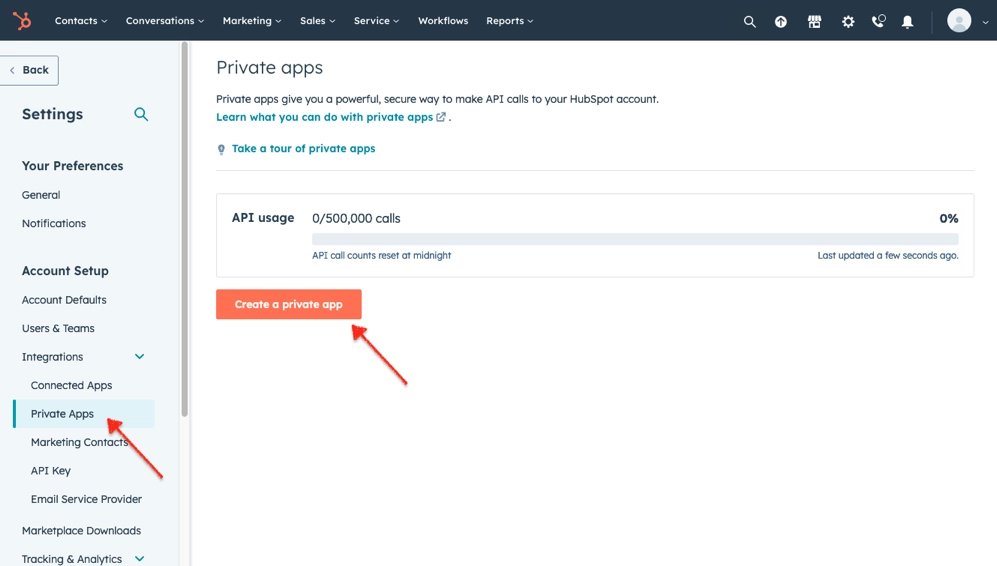 Contacts
Conversations
Marketing
Sales
Service
Workflows
Reports
Back
Settings
Your Preferences
General
Notifications
Account Setup
Account Defaults
Users & Teams
Integrations
Connected Apps
Private Apps
Marketing Contacts
API Key
Email Service Provider
Marketplace Downloads
Tracking & Analytics
Private apps
Private apps give you a powerful, secure way to make API calls to your HubSpot account.
Learn what you can do with private apps .
Take a tour of private apps
API usage 0/500,000 calls 0%
API call counts reset at midnight Last updated a few seconds ago.
Create a private app